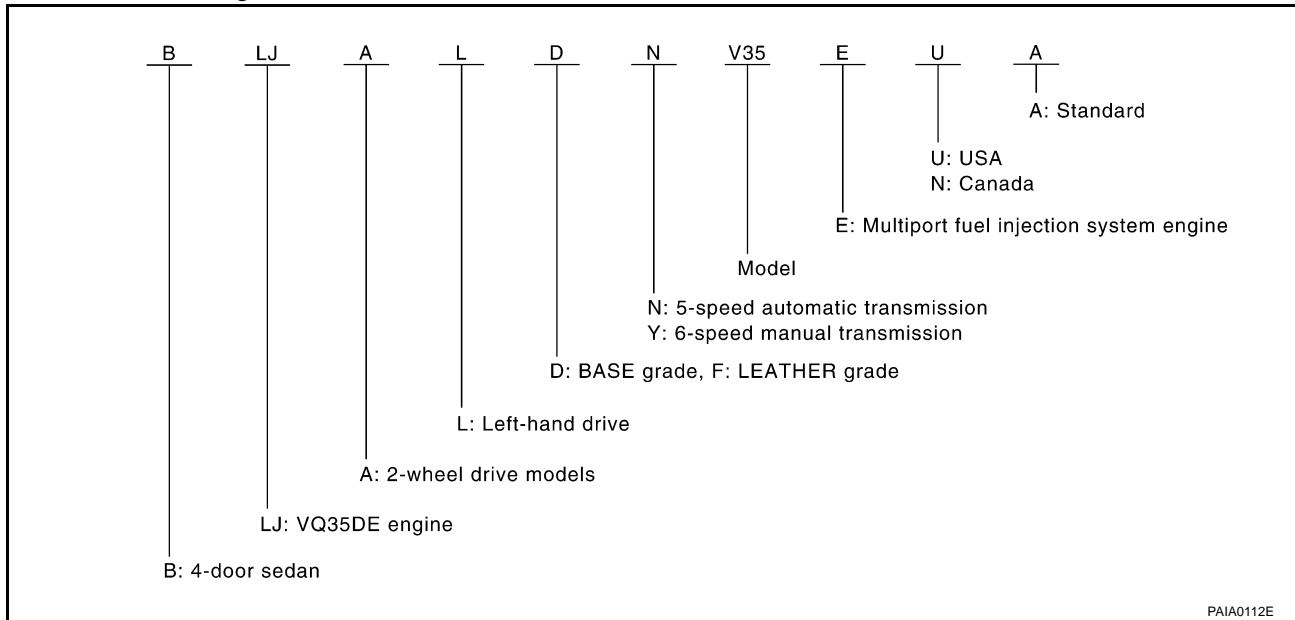 B LJ A L D N V35 E U A
A: Standard
U: USA
N: Canada
E: Multiport fuel injection system engine
Model
N: 5-speed automatic transmission
Y: 6-speed manual transmission
D: BASE grade, F: LEATHER grade
L: Left-hand drive
A: 2-wheel drive models
LJ: VQ35DE engine
B: 4-door sedan
PAIA0112E